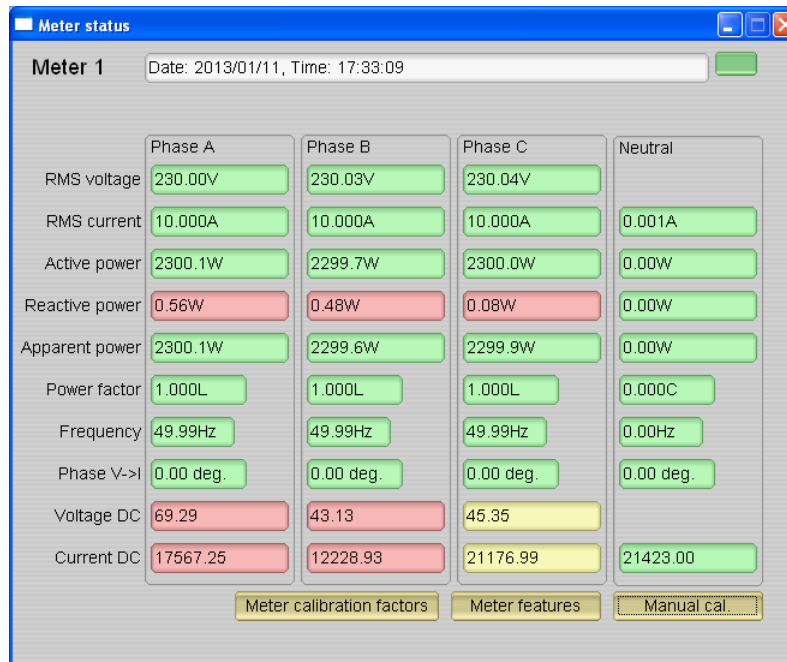 Meter status
Meter 1 Date: 2013/01/11, Time: 17:33:09
Phase A Phase B Phase C Neutral
RMS voltage 230.00V 230.03V 230.04V
RMS current 10.000A 10.000A 10.000A 0.001A
Active power 2300.1W 2299.7W 2300.0W 0.00W
Reactive power 0.56W 0.48W 0.08W 0.00W
Apparent power 2300.1W 2299.6W 2299.9W 0.00W
Power factor 1.000L 1.000L 1.000L 0.000C
Frequency 49.99Hz 49.99Hz 49.99Hz 0.00Hz
Phase V->I 0.00 deg. 0.00 deg. 0.00 deg. 0.00 deg.
Voltage DC 69.29 43.13 45.35
Current DC 17567.25 12228.93 21176.99 21423.00
Meter calibration factors Meter features Manual cal.